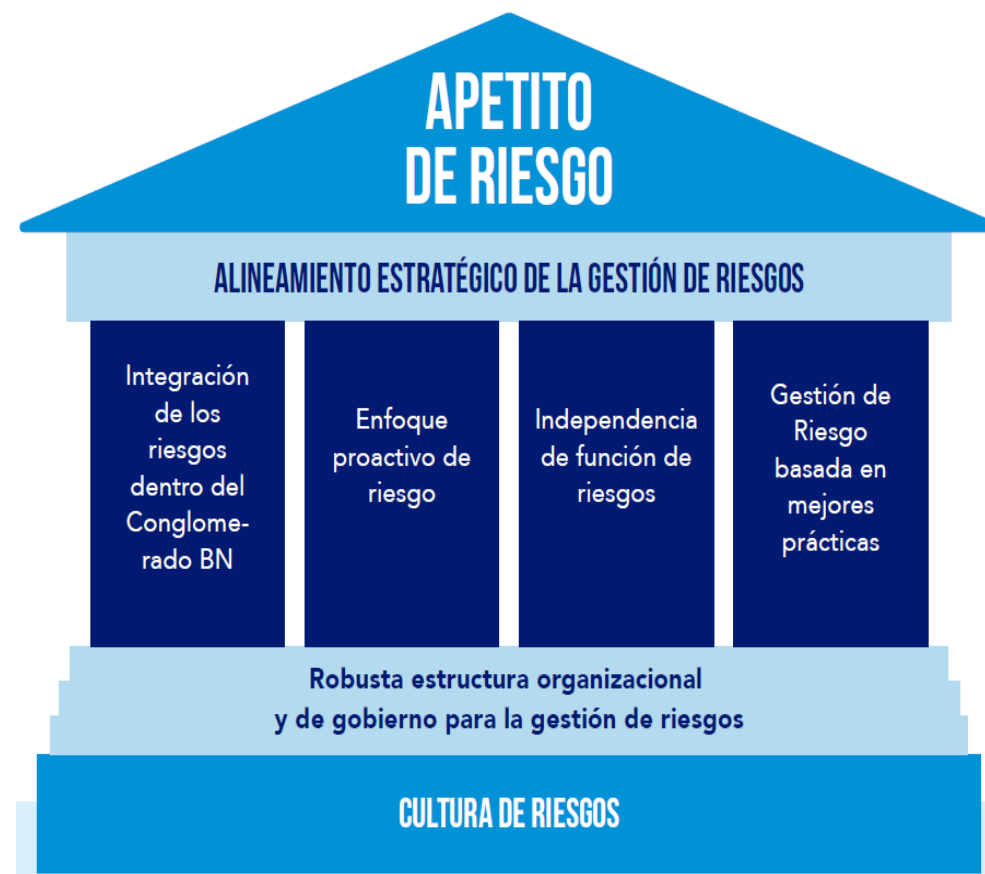 APETITO
DE RIESGO
ALINEAMIENTO ESTRATÉGICO DE LA GESTIÓN DE RIESGOS
Integración
de los
riesgos
dentro del
Conglome-
rado BN
Enfoque
proactivo de
riesgo
Independencia
de función de
riesgos
Gestión de
Riesgo
basada en
mejores
prácticas
Robusta estructura organizacional
y de gobierno para la gestión de riesgos
CULTURA DE RIESGOS